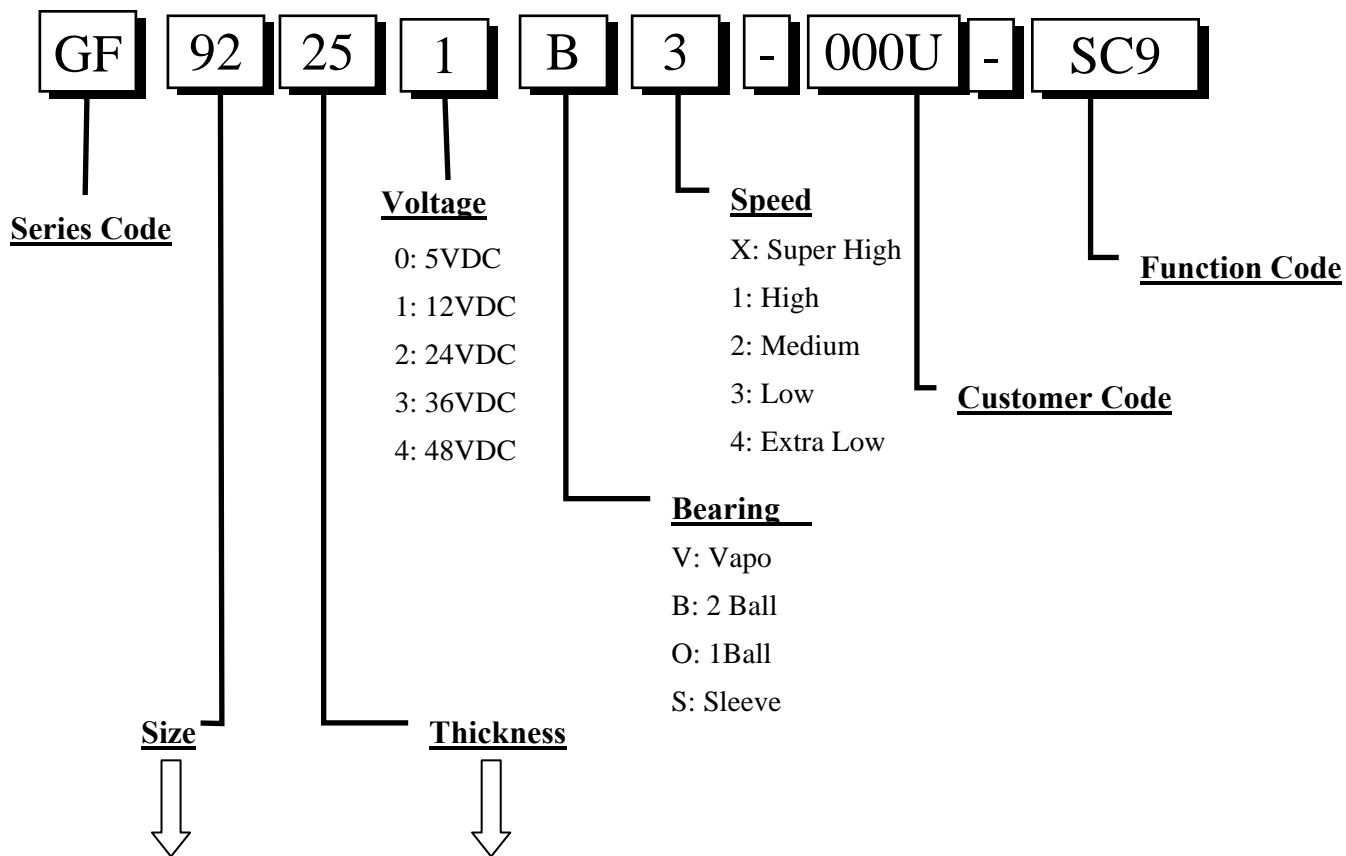 GF 92 25 1 B 3 - 000U - SC9
Series Code
Voltage
0: 5VDC
1: 12VDC
2: 24VDC
3: 36VDC
4: 48VDC
Speed
X: Super High
1: High
2: Medium
3: Low
4: Extra Low
Function Code
Customer Code
Bearing
V: Vapo
B: 2 Ball
O: 1Ball
S: Sleeve
Size
Thickness